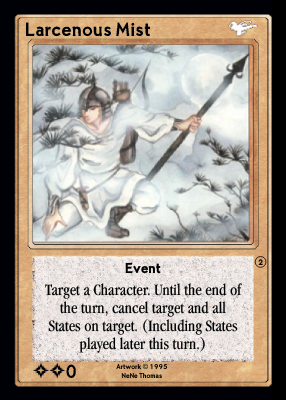 Larcenous Mist
2
Event
Target a Character. Until the end of
the turn, cancel target and all
States on target. (Including States
played later this turn.)
0
Artwork © 1995
NeNe Thomas